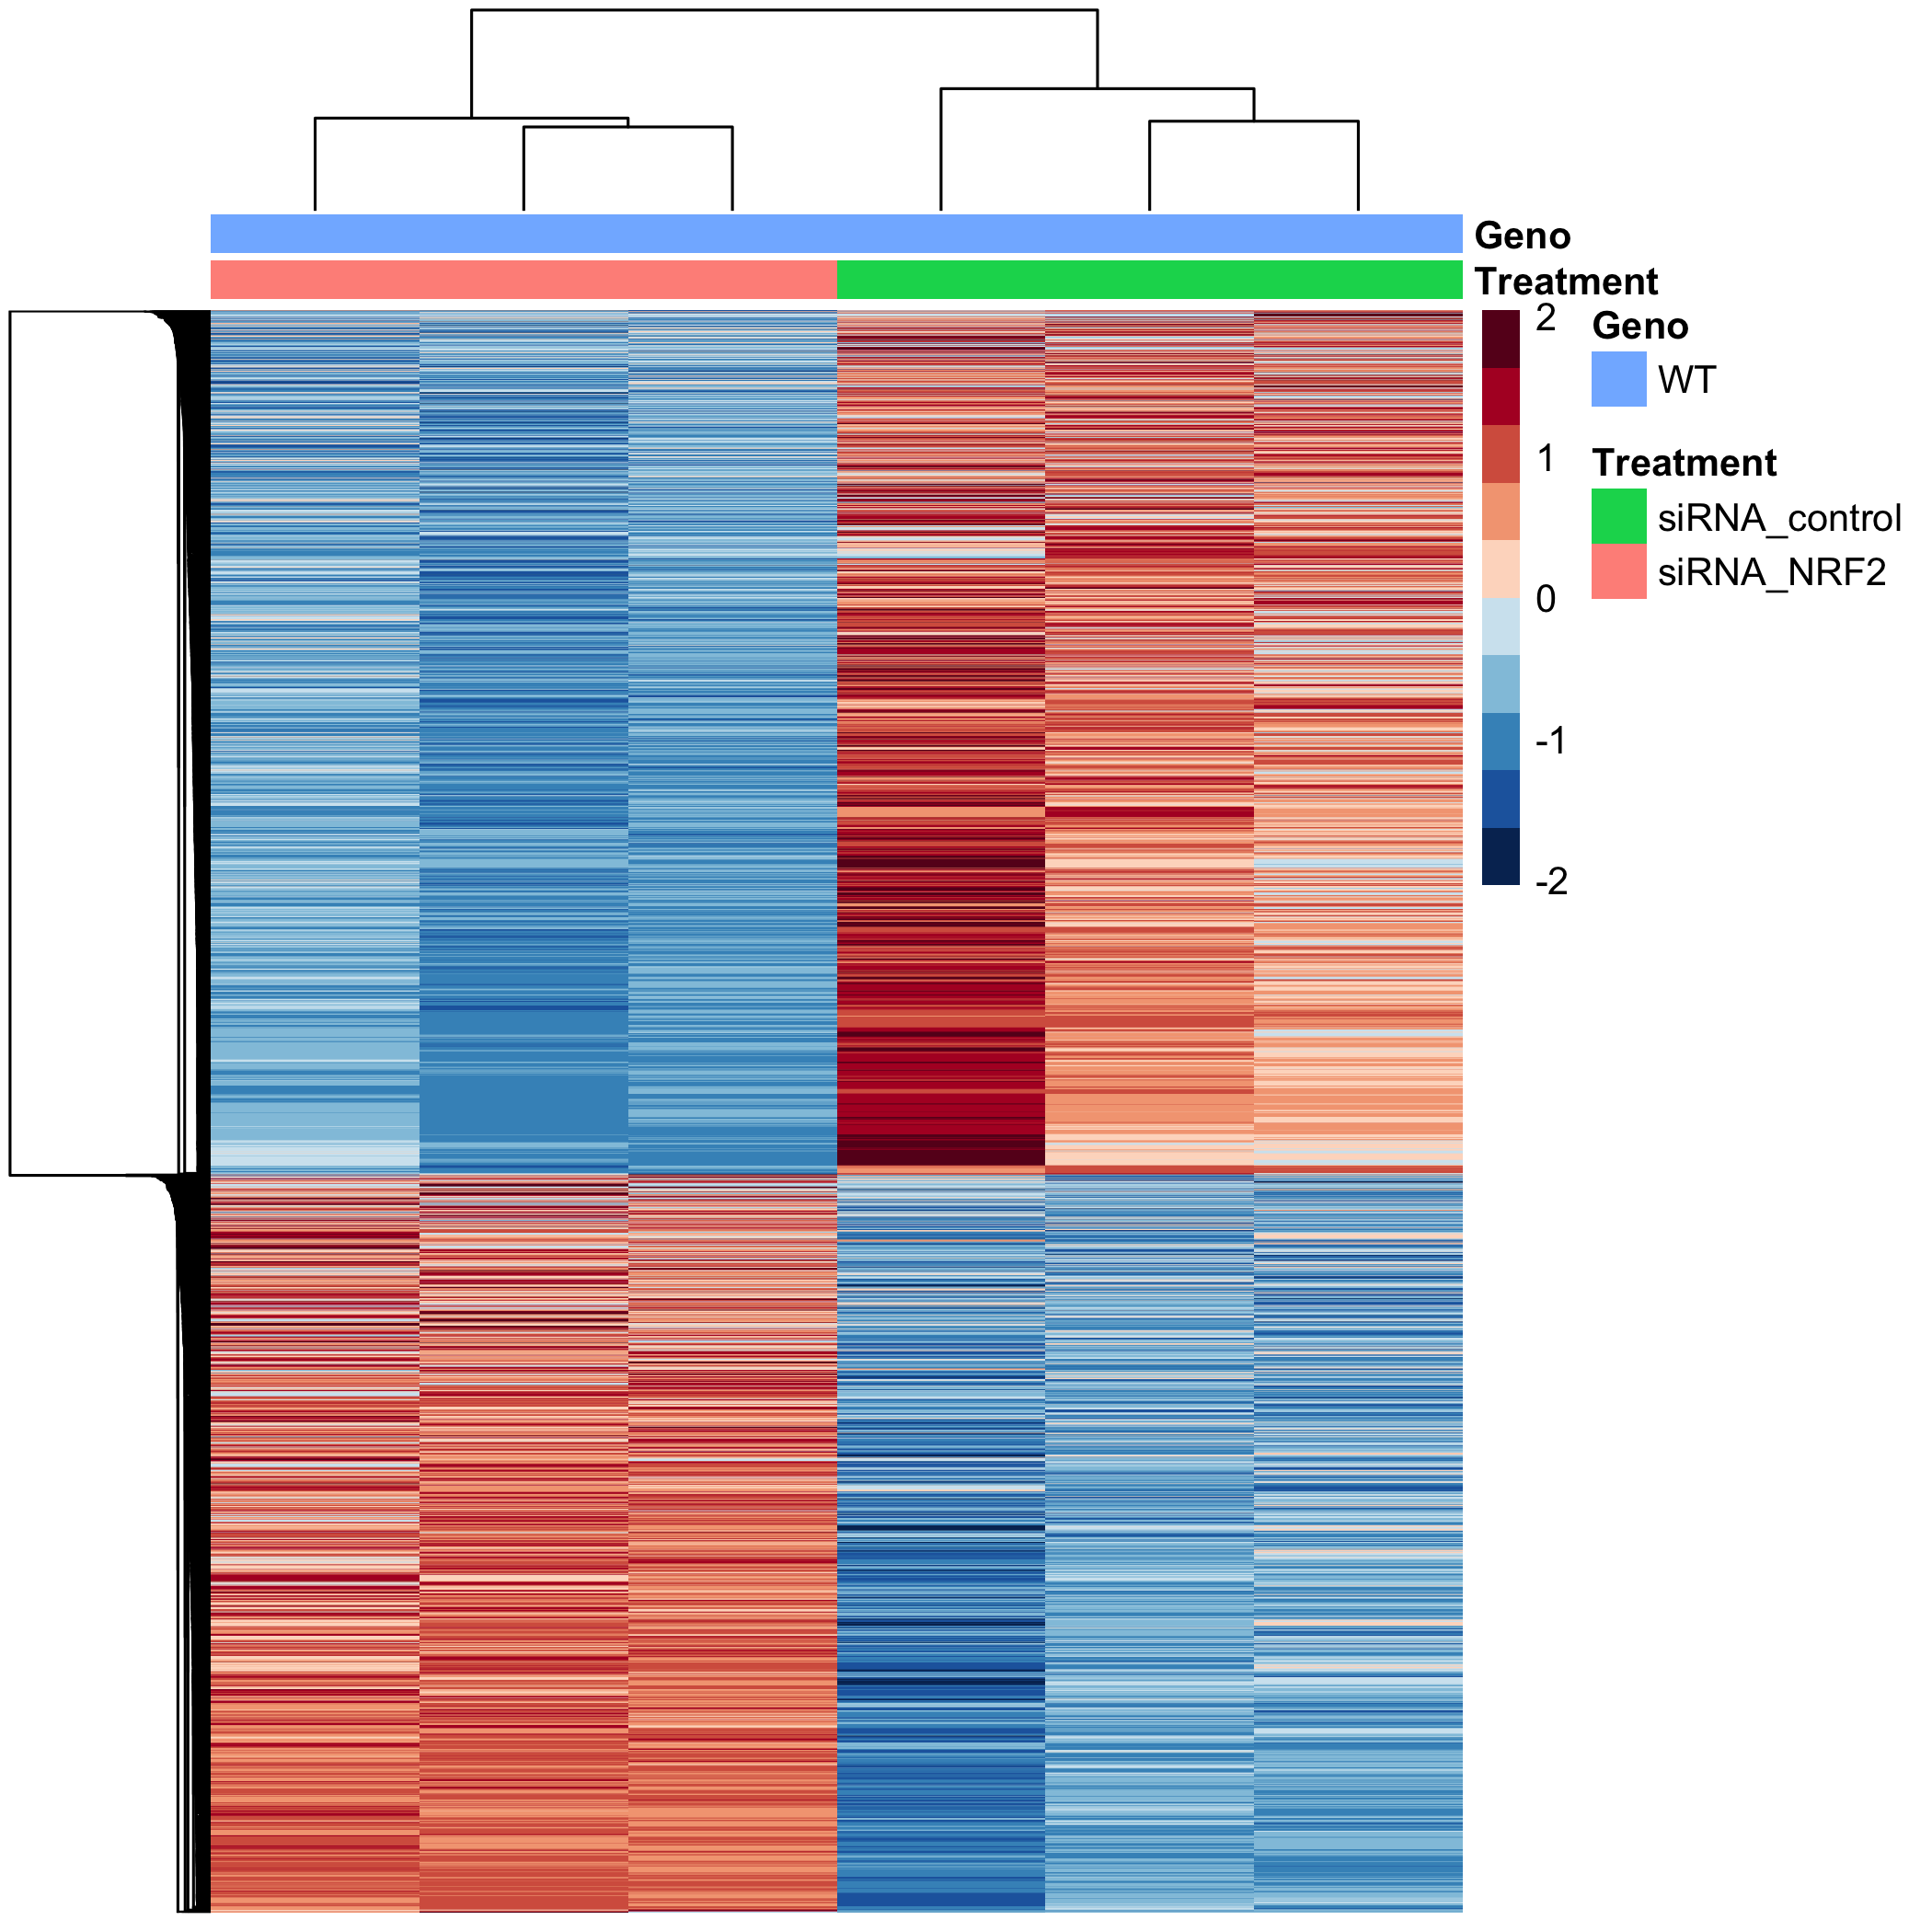 Geno
Treatment
2
1
0
-1
-2
Geno
WT
Treatment
siRNA_control
siRNA_NRF2